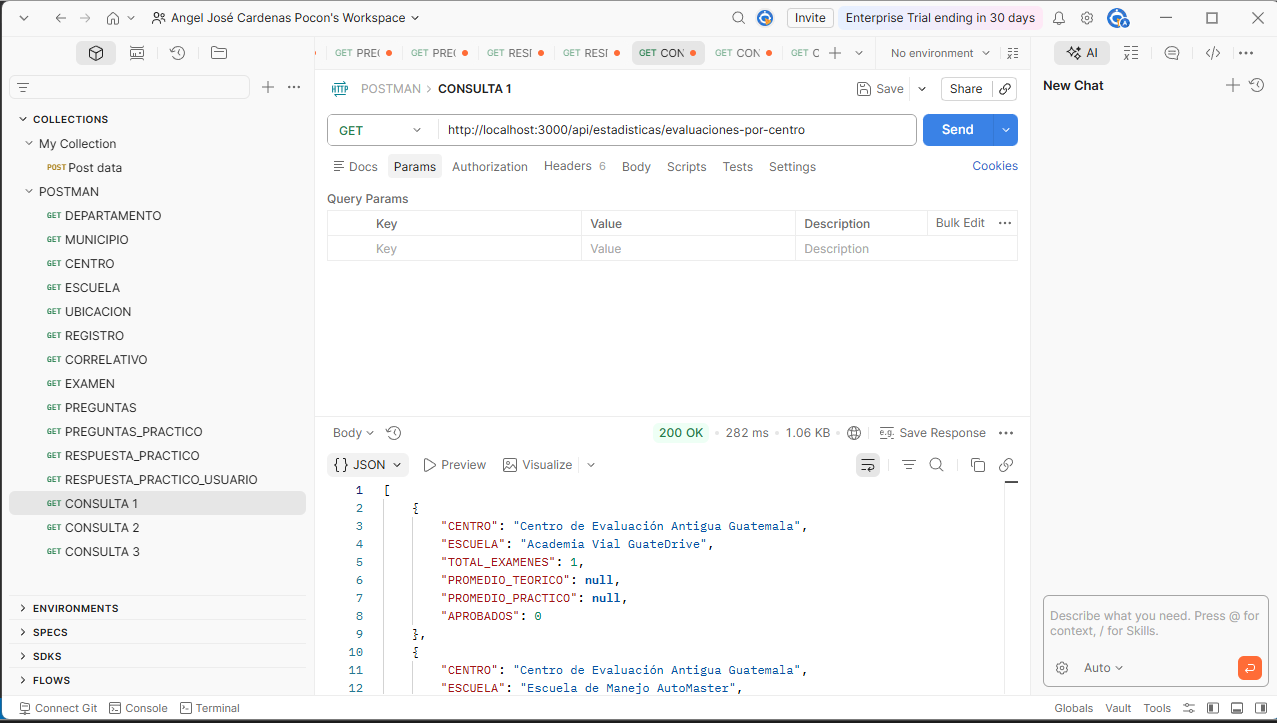 Angel José Cardenas Pocon's Workspace
Invite
Enterprise Trial ending in 30 days
GET PRE
GET PRE
GET RESI
GET RESI
GET CON
GET CON
GET C
No environment
AI
COLLECTIONS
My Collection
POST Post data
POSTMAN
GET DEPARTAMENTO
GET MUNICIPIO
GET CENTRO
GET ESCUELA
GET UBICACION
GET REGISTRO
GET CORRELATIVO
GET EXAMEN
GET PREGUNTAS
GET PREGUNTAS_PRACTICO
GET RESPUESTA_PRACTICO
GET RESPUESTA_PRACTICO_USUARIO
GET CONSULTA 1
GET CONSULTA 2
GET CONSULTA 3
ENVIRONMENTS
SPECS
SDKS
FLOWS
HTTP POSTMAN > CONSULTA 1
Save
Share
GET
http://localhost:3000/api/estadisticas/evaluaciones-por-centro
Send
Docs Params Authorization Headers 6 Body Scripts Tests Settings
Cookies
Query Params
Key Value Description Bulk Edit
Key Value Description
Body
200 OK • 282 ms • 1.06 KB
e.g. Save Response
{} JSON Preview Visualize
1 [
2 {
3 "CENTRO": "Centro de Evaluación Antigua Guatemala",
4 "ESCUELA": "Academia Vial GuateDrive",
5 "TOTAL_EXAMENES": 1,
6 "PROMEDIO_TEORICO": null,
7 "PROMEDIO_PRACTICO": null,
8 "APROBADOS": 0
9 },
10 {
11 "CENTRO": "Centro de Evaluación Antigua Guatemala",
12 "ESCUELA": "Escuela de Manejo AutoMaster",
New Chat
Describe what you need. Press @ for
context, / for Skills.
Auto
Connect Git Console Terminal
Globals Vault Tools